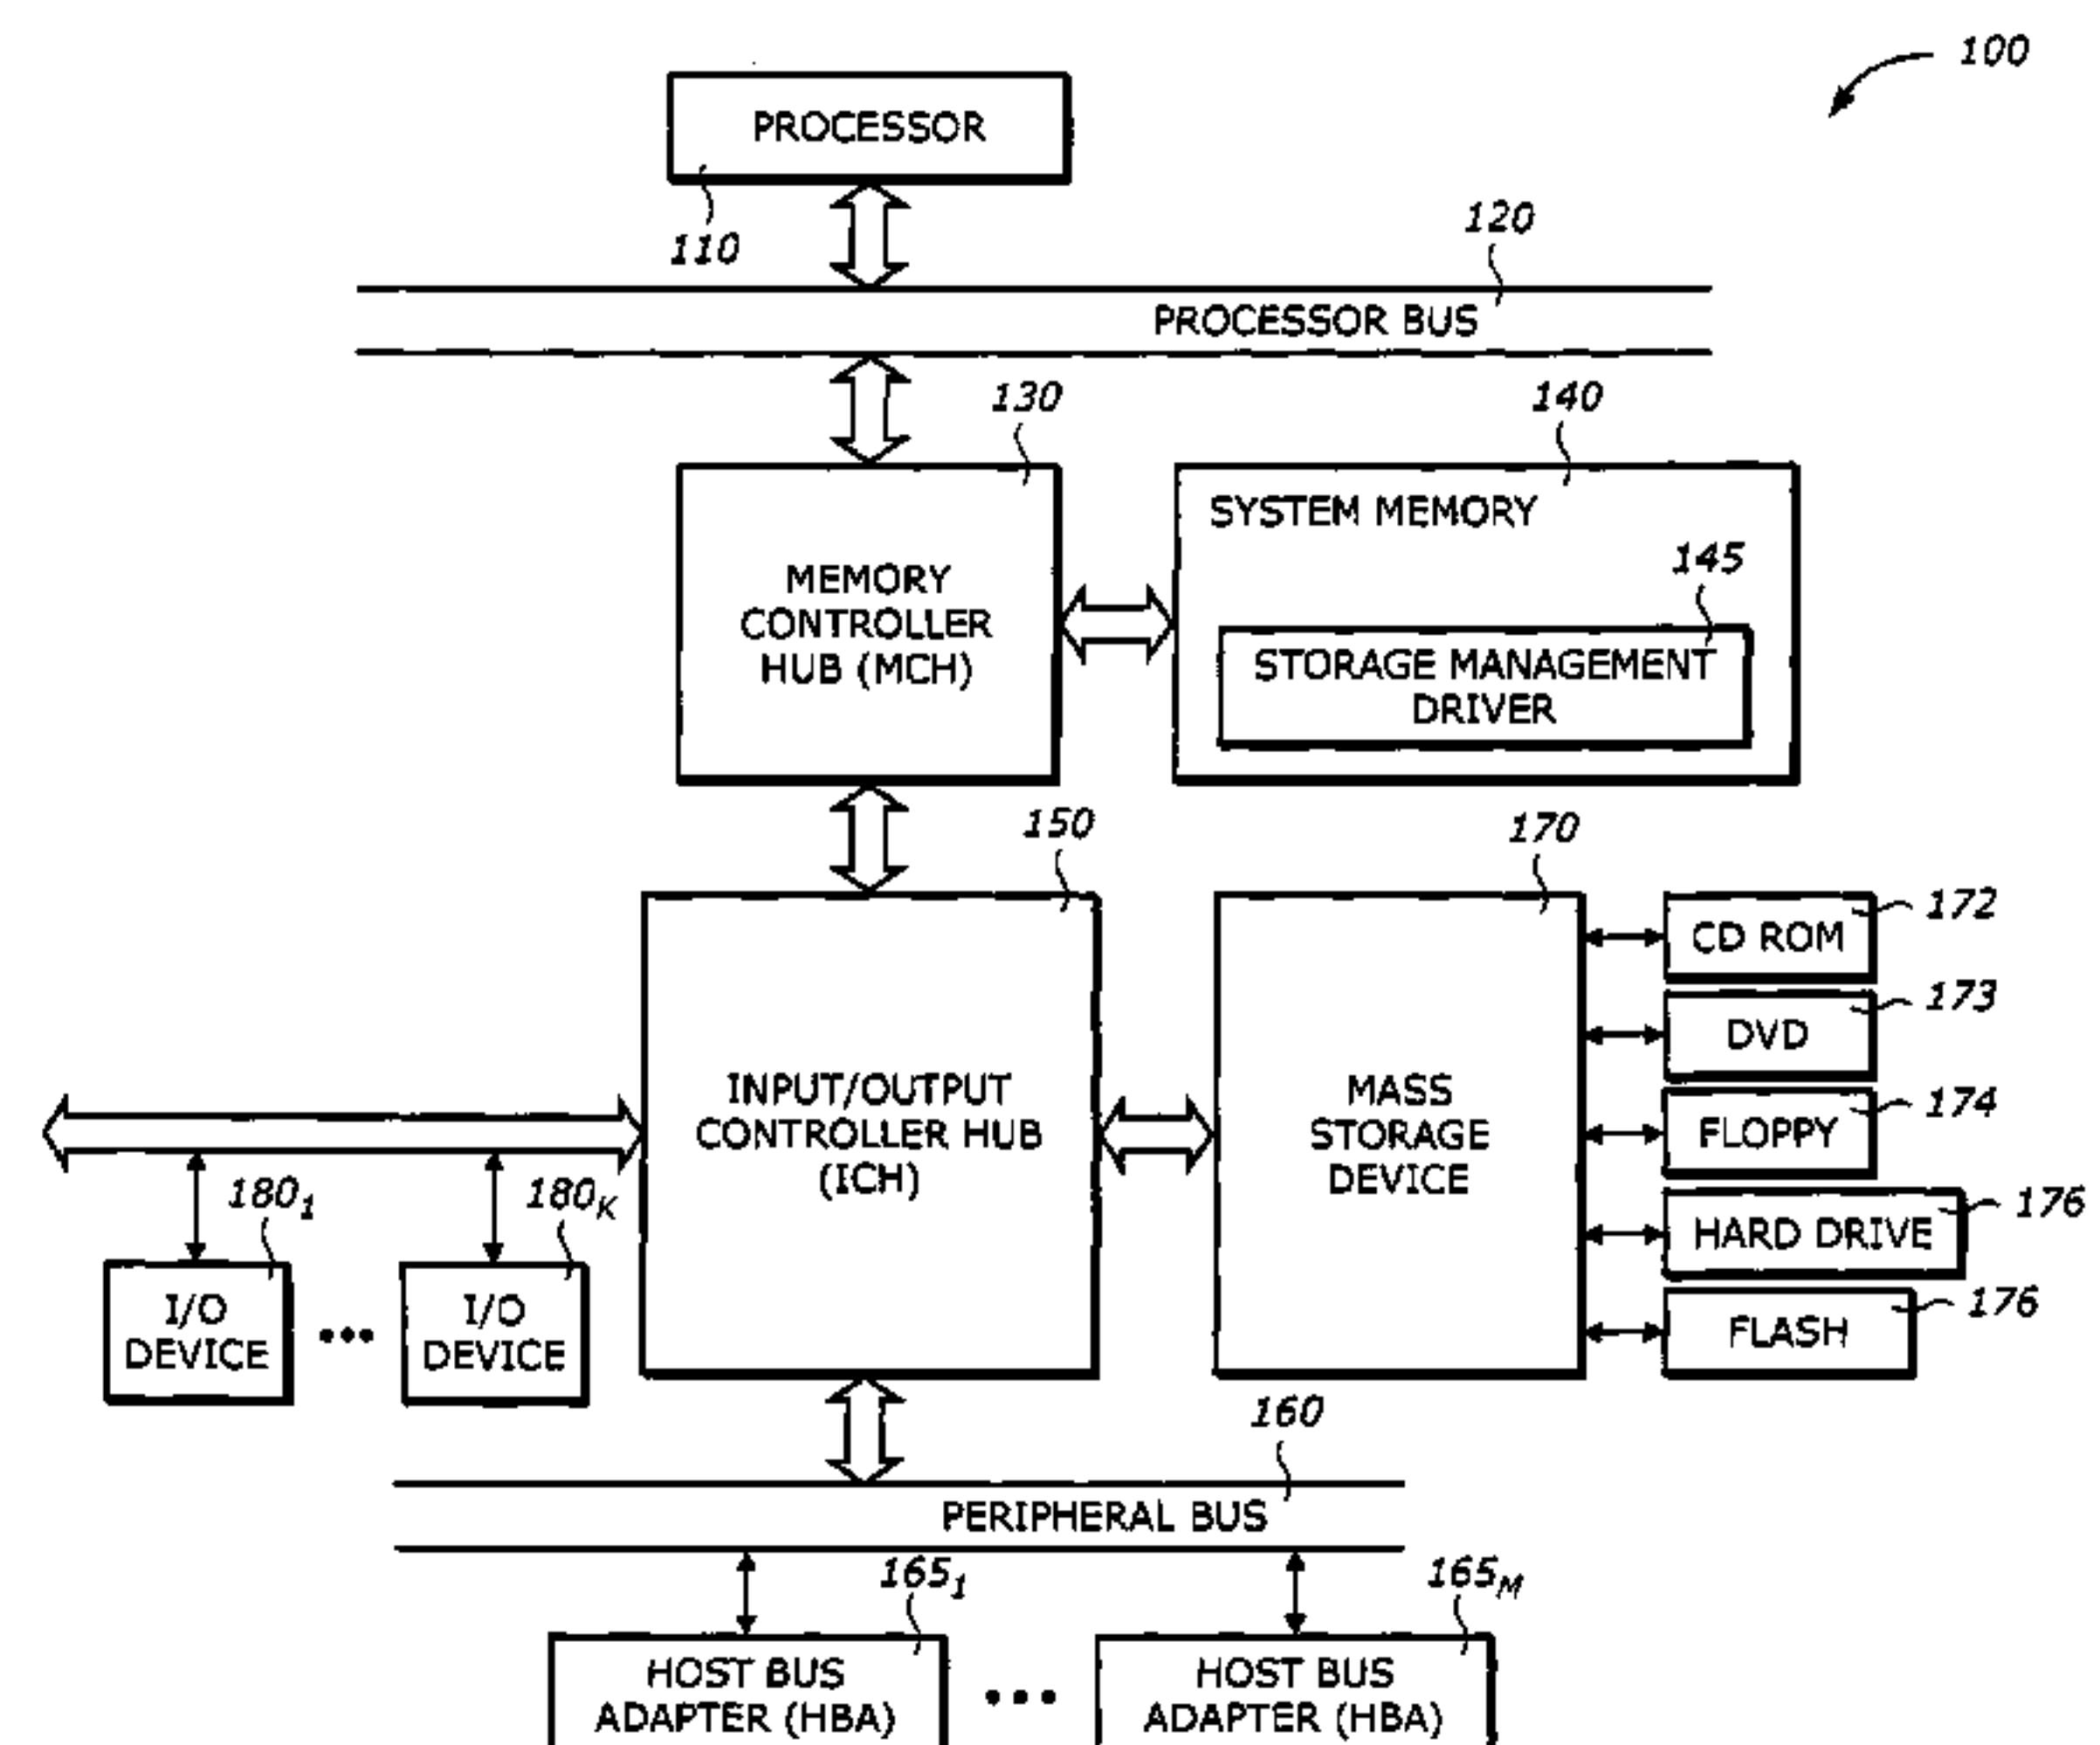 100
PROCESSOR
110
120
PROCESSOR BUS
130
140
SYSTEM MEMORY
MEMORY
CONTROLLER
HUB (MCH)
145
STORAGE MANAGEMENT
DRIVER
150
170
INPUT/OUTPUT
CONTROLLER HUB
(ICH)
MASS
STORAGE
DEVICE
172
CD ROM
173
DVD
174
FLOPPY
176
HARD DRIVE
176
FLASH
180₁
180ₖ
I/O
DEVICE
•••
I/O
DEVICE
160
PERIPHERAL BUS
165₁
165ₘ
HOST BUS
ADAPTER (HBA)
•••
HOST BUS
ADAPTER (HBA)